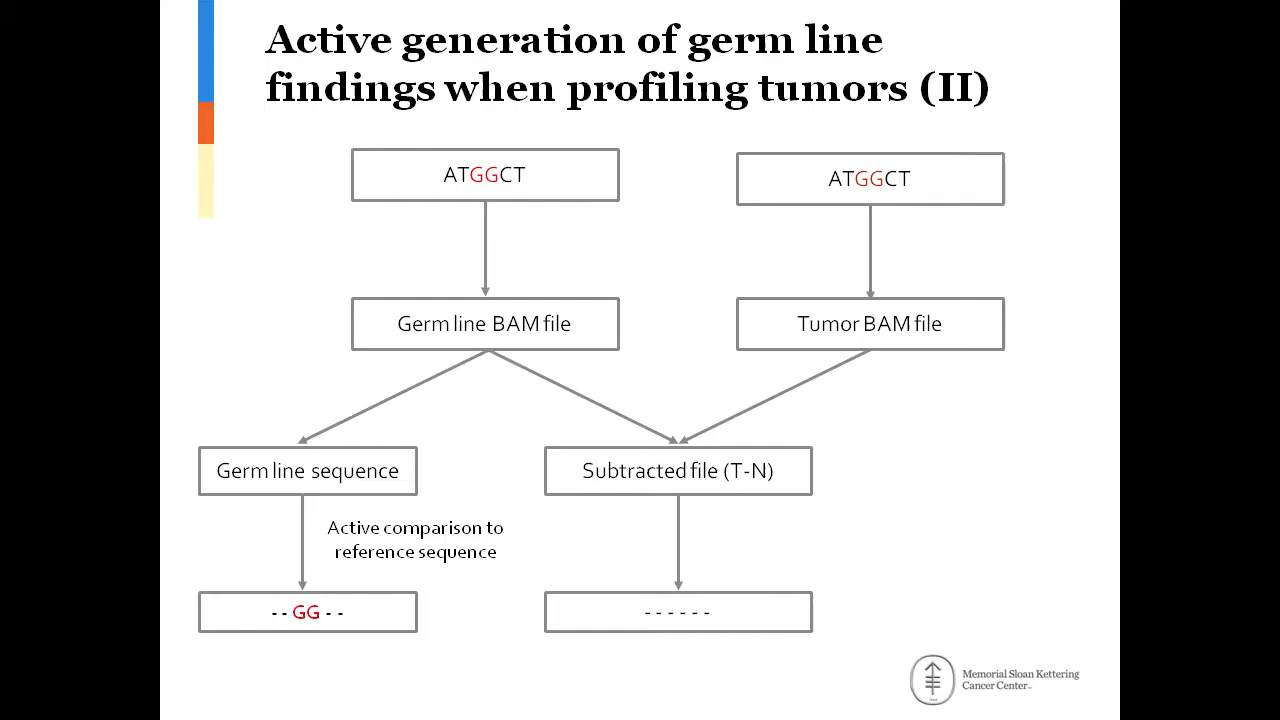 Active generation of germ line
findings when profiling tumors (II)
ATGGCT
ATGGCT
Germ line BAM file
Tumor BAM file
Germ line sequence
Subtracted file (T-N)
Active comparison to
reference sequence
- - GG - -
- - - - - -
Memorial Sloan Kettering
Cancer Center